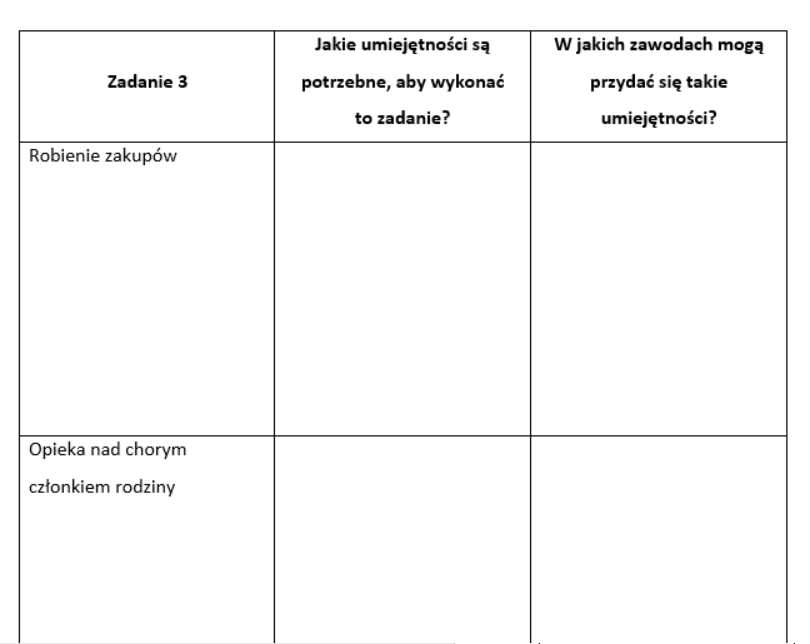 Zadanie 3
Jakie umiejętności są
potrzebne, aby wykonać
to zadanie?
W jakich zawodach mogą
przydać się takie
umiejętności?
Robienie zakupów
Opieka nad chorym
członkiem rodziny